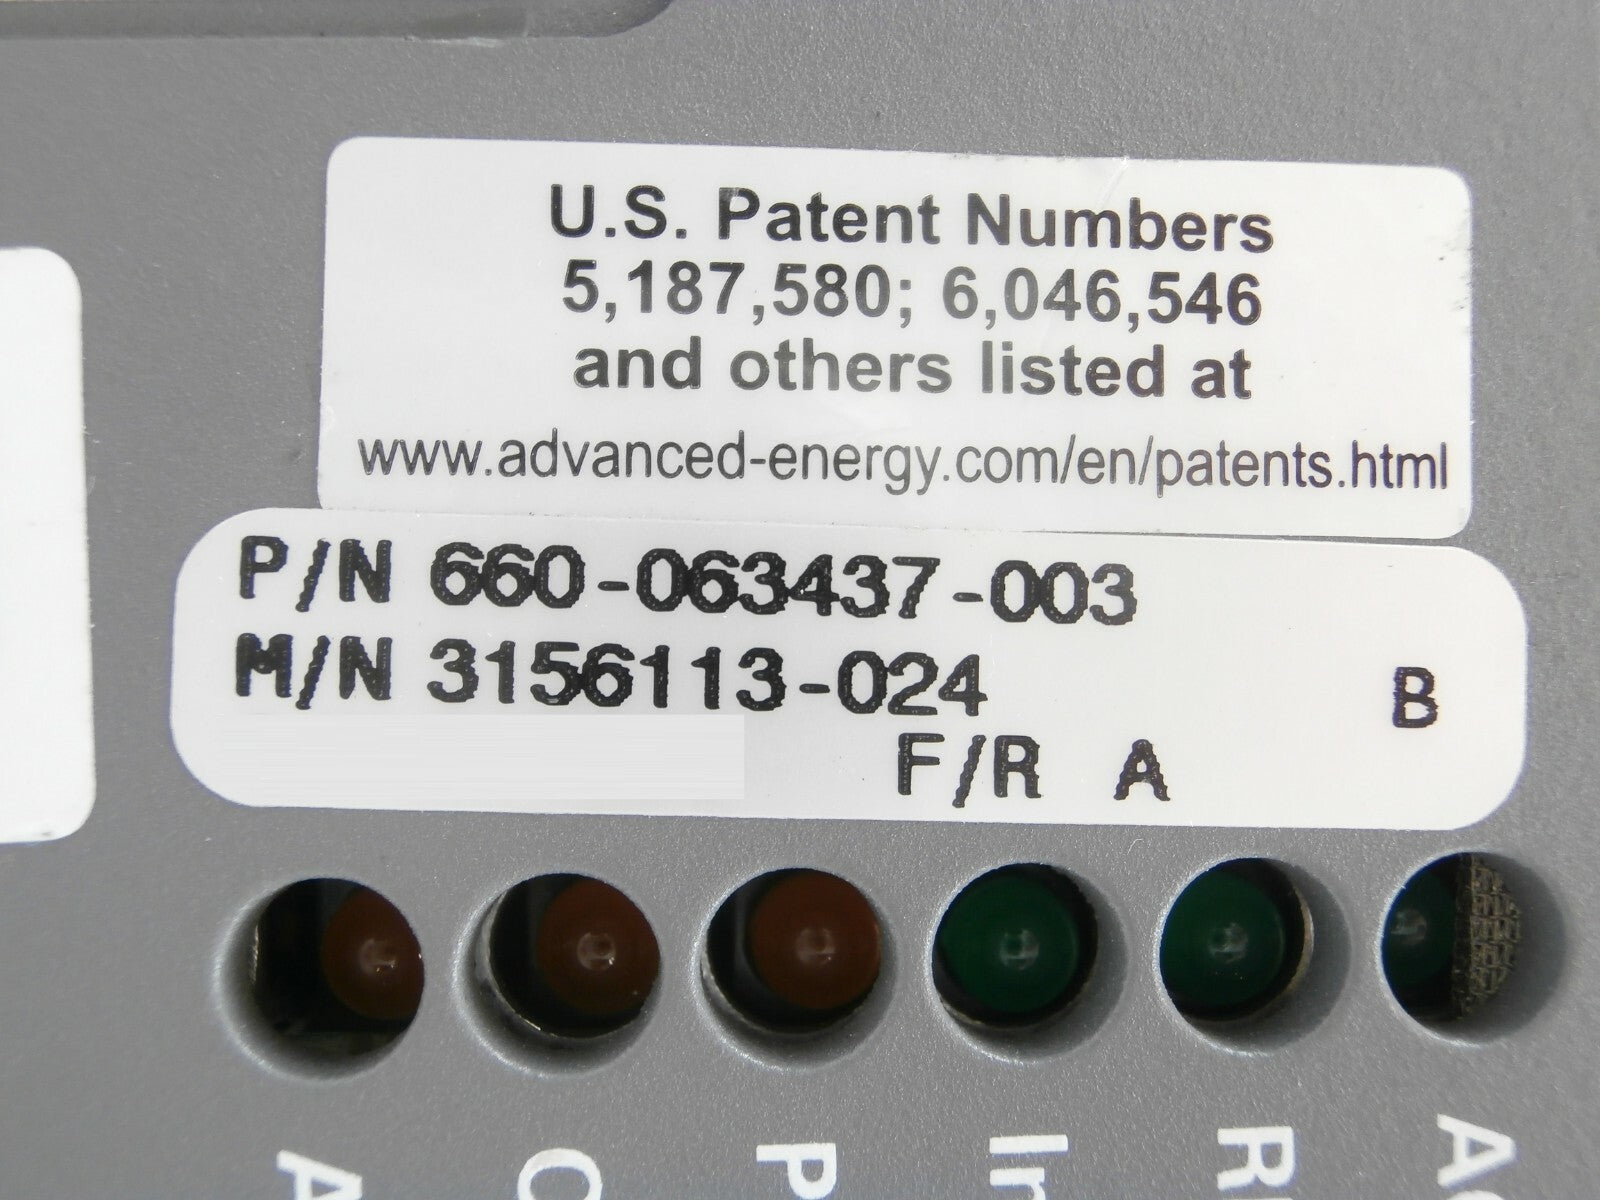 U.S. Patent Numbers
5,187,580; 6,046,546
and others listed at
www.advanced-energy.com/en/patents.html
P/N 660-063437-003
M/N 3156113-024 B
F/R A
A
O
P
In
R
A